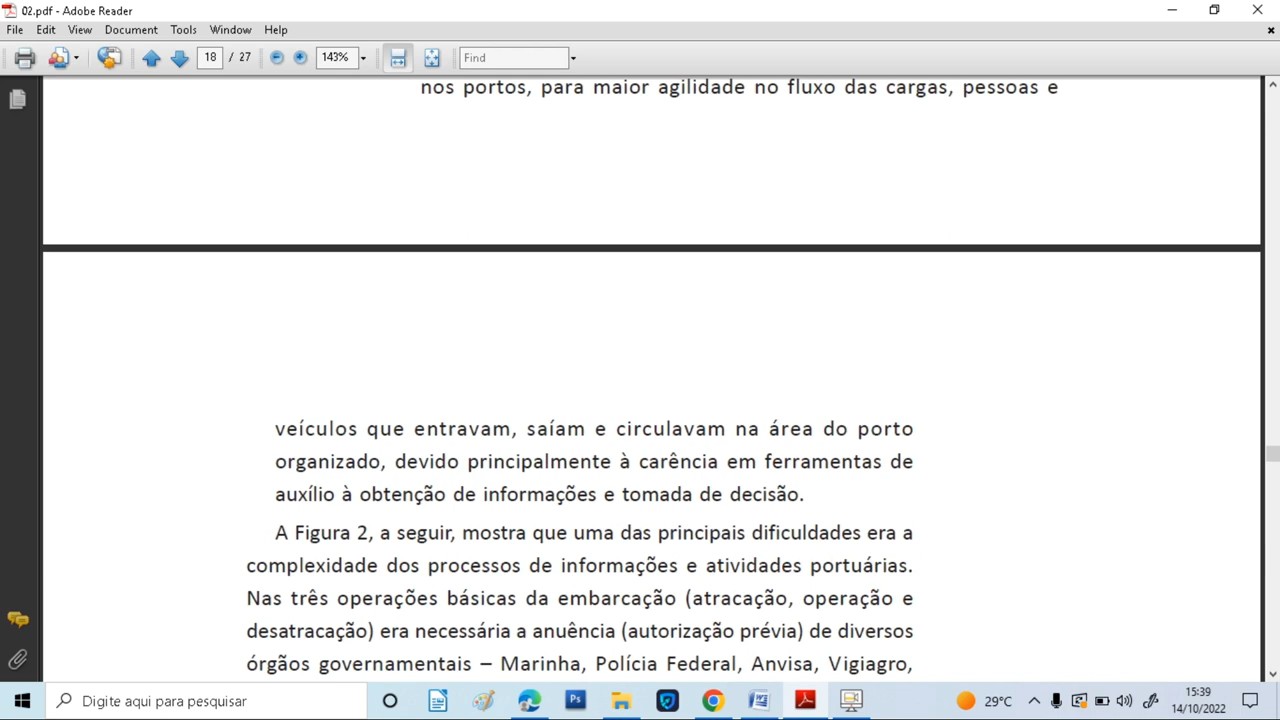 02.pdf - Adobe Reader
File Edit View Document Tools Window Help
18 / 27 143% Find
nos portos, para maior agilidade no fluxo das cargas, pessoas e
veículos que entravam, saíam e circulavam na área do porto
organizado, devido principalmente à carência em ferramentas de
auxílio à obtenção de informações e tomada de decisão.
A Figura 2, a seguir, mostra que uma das principais dificuldades era a
complexidade dos processos de informações e atividades portuárias.
Nas três operações básicas da embarcação (atracação, operação e
desatracação) era necessária a anuência (autorização prévia) de diversos
órgãos governamentais – Marinha, Polícia Federal, Anvisa, Vigiagro,
Digite aqui para pesquisar
29°C
15:39
14/10/2022